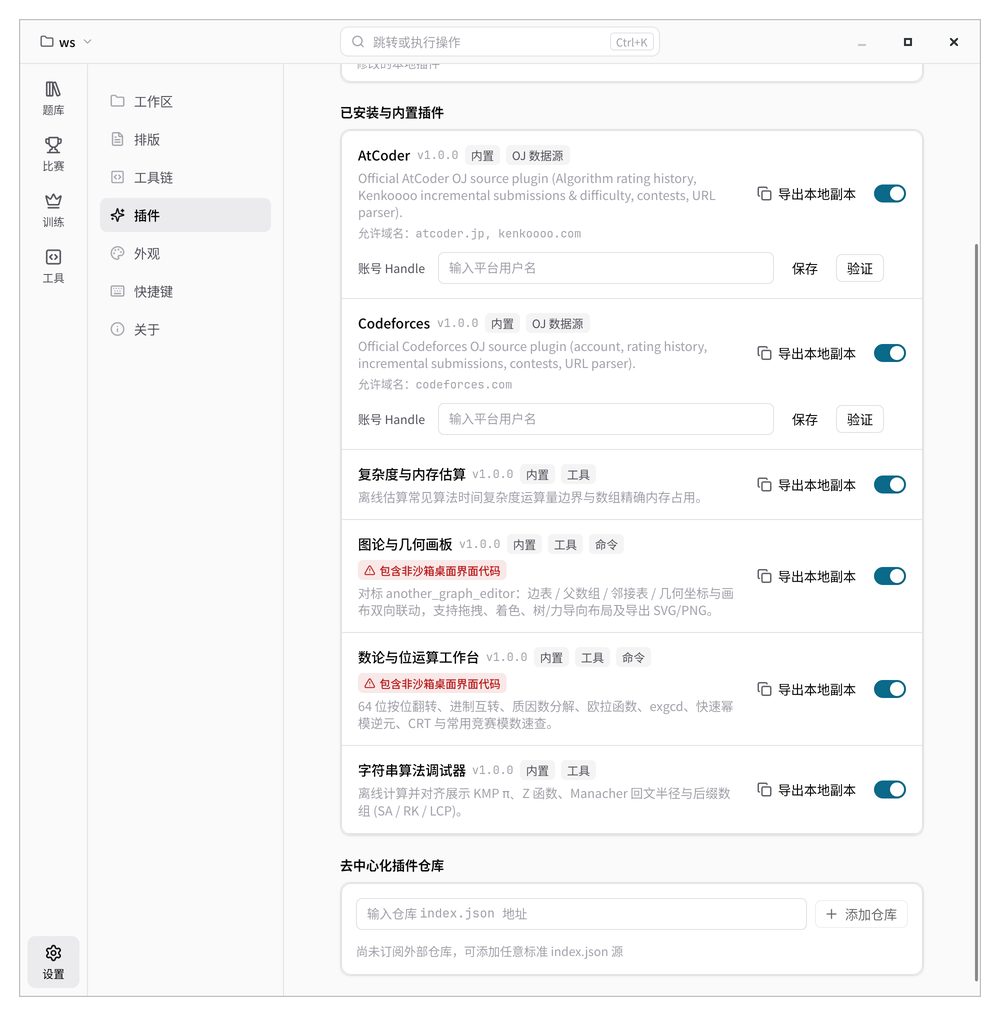 ws
跳转或执行操作
Ctrl+K
题库
比赛
训练
工具
设置
工作区
排版
工具链
插件
外观
快捷键
关于
修改的本地插件
已安装与内置插件
AtCoder v1.0.0 内置 OJ 数据源
Official AtCoder OJ source plugin (Algorithm rating history,
Kenkoooo incremental submissions & difficulty, contests, URL
parser).
允许域名：atcoder.jp, kenkoooo.com
导出本地副本
账号 Handle 输入平台用户名 保存 验证
Codeforces v1.0.0 内置 OJ 数据源
Official Codeforces OJ source plugin (account, rating history,
incremental submissions, contests, URL parser).
允许域名：codeforces.com
导出本地副本
账号 Handle 输入平台用户名 保存 验证
复杂度与内存估算 v1.0.0 内置 工具
离线估算常见算法时间复杂度运算量边界与数组精确内存占用。
导出本地副本
图论与几何画板 v1.0.0 内置 工具 命令
包含非沙箱桌面界面代码
对标 another_graph_editor：边表 / 父数组 / 邻接表 / 几何坐标与画
布双向联动，支持拖拽、着色、树/力导向布局及导出 SVG/PNG。
导出本地副本
数论与位运算工作台 v1.0.0 内置 工具 命令
包含非沙箱桌面界面代码
64 位按位翻转、进制互转、质因数分解、欧拉函数、exgcd、快速幂
模逆元、CRT 与常用竞赛模数速查。
导出本地副本
字符串算法调试器 v1.0.0 内置 工具
离线计算并对齐展示 KMP π、Z 函数、Manacher 回文半径与后缀数
组 (SA / RK / LCP)。
导出本地副本
去中心化插件仓库
输入仓库 index.json 地址
添加仓库
尚未订阅外部仓库，可添加任意标准 index.json 源